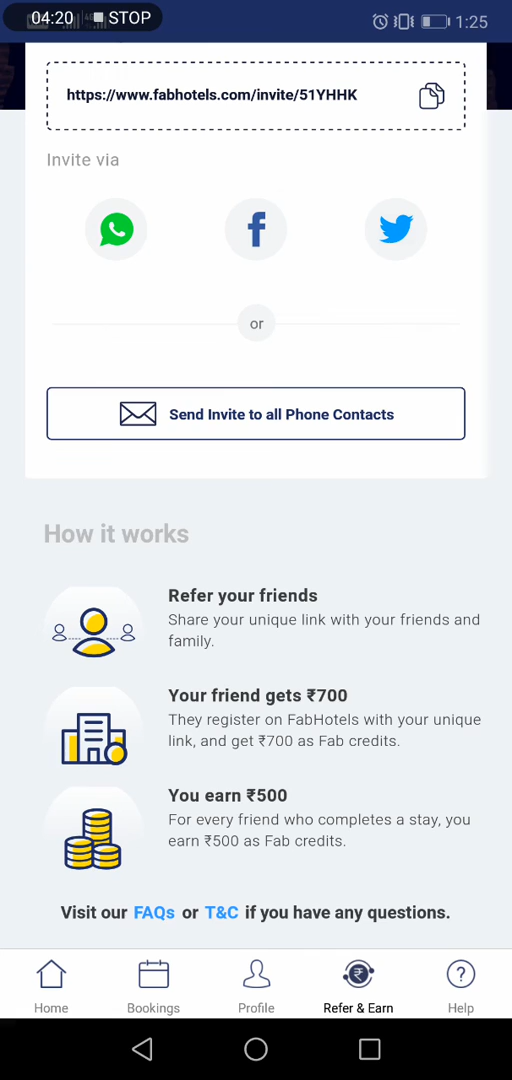 04:20 STOP 1:25
https://www.fabhotels.com/invite/51YHHK
Invite via
or
Send Invite to all Phone Contacts
How it works
Refer your friends
Share your unique link with your friends and
family.
Your friend gets ₹700
They register on FabHotels with your unique
link, and get ₹700 as Fab credits.
You earn ₹500
For every friend who completes a stay, you
earn ₹500 as Fab credits.
Visit our FAQs or T&C if you have any questions.
Home Bookings Profile Refer & Earn Help